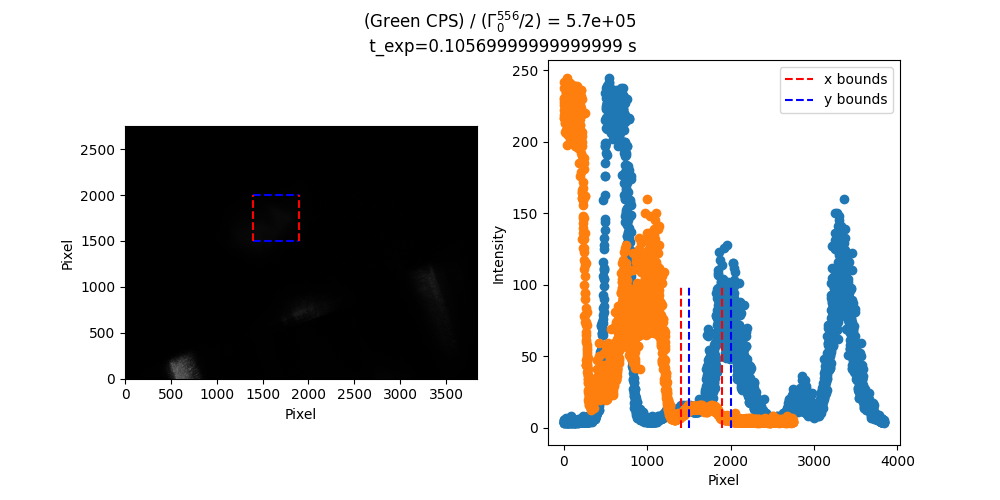 (Green CPS) / (Γ₀⁵⁵⁶/2) = 5.7e+05
t_exp=0.10569999999999999 s
2500
2000
1500
1000
500
0
Pixel
0 500 1000 1500 2000 2500 3000 3500
Pixel
250
200
150
100
50
0
Intensity
x bounds
y bounds
0 1000 2000 3000 4000
Pixel